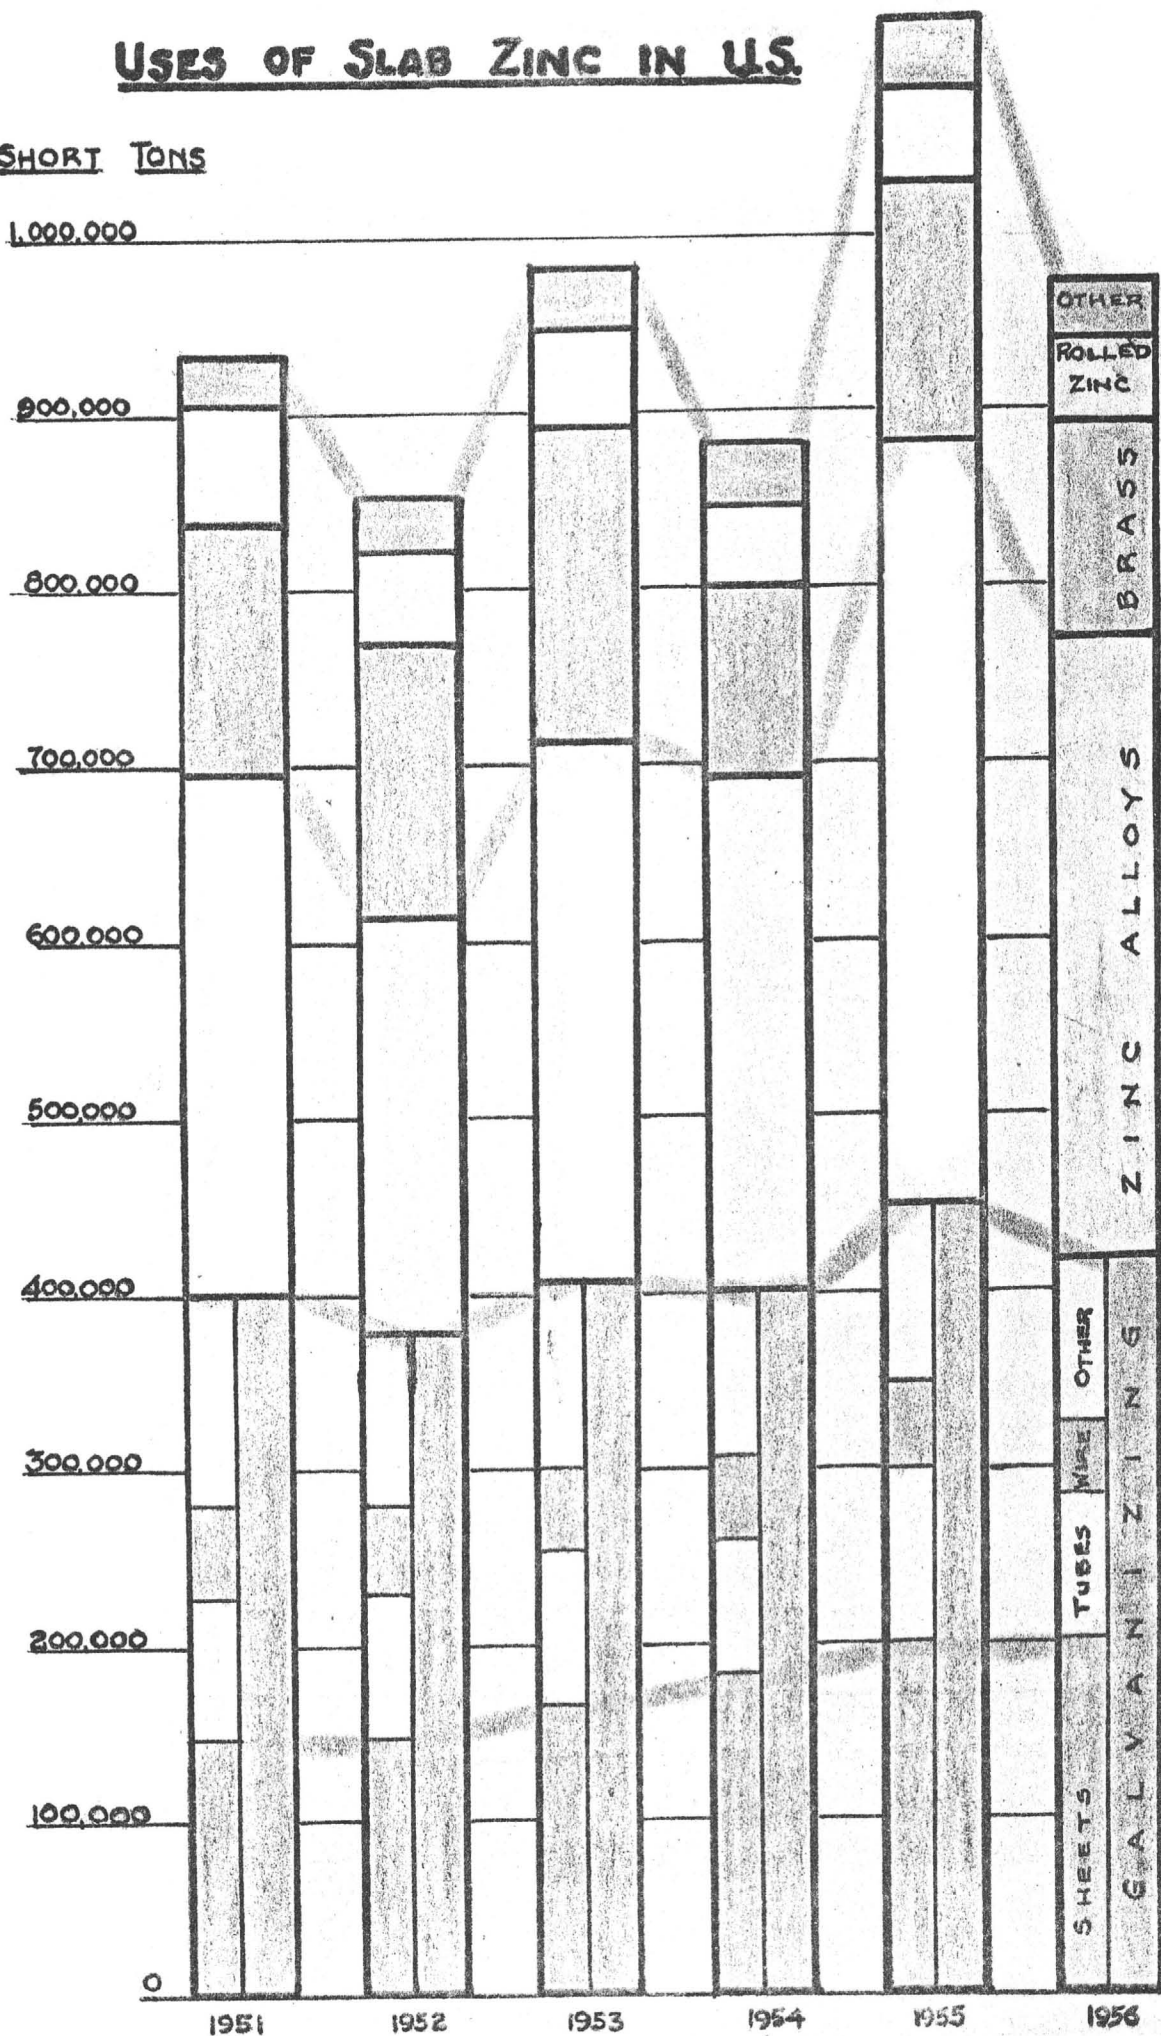 USES OF SLAB ZINC IN U.S.
SHORT TONS
1,000,000
900,000
800,000
700,000
600,000
500,000
400,000
300,000
200,000
100,000
0
OTHER
ROLLED
ZINC
BRASS
ZINC ALLOYS
OTHER
WIRE
TUBES
SHEETS
GALVANIZING
1951 1952 1953 1954 1955 1956